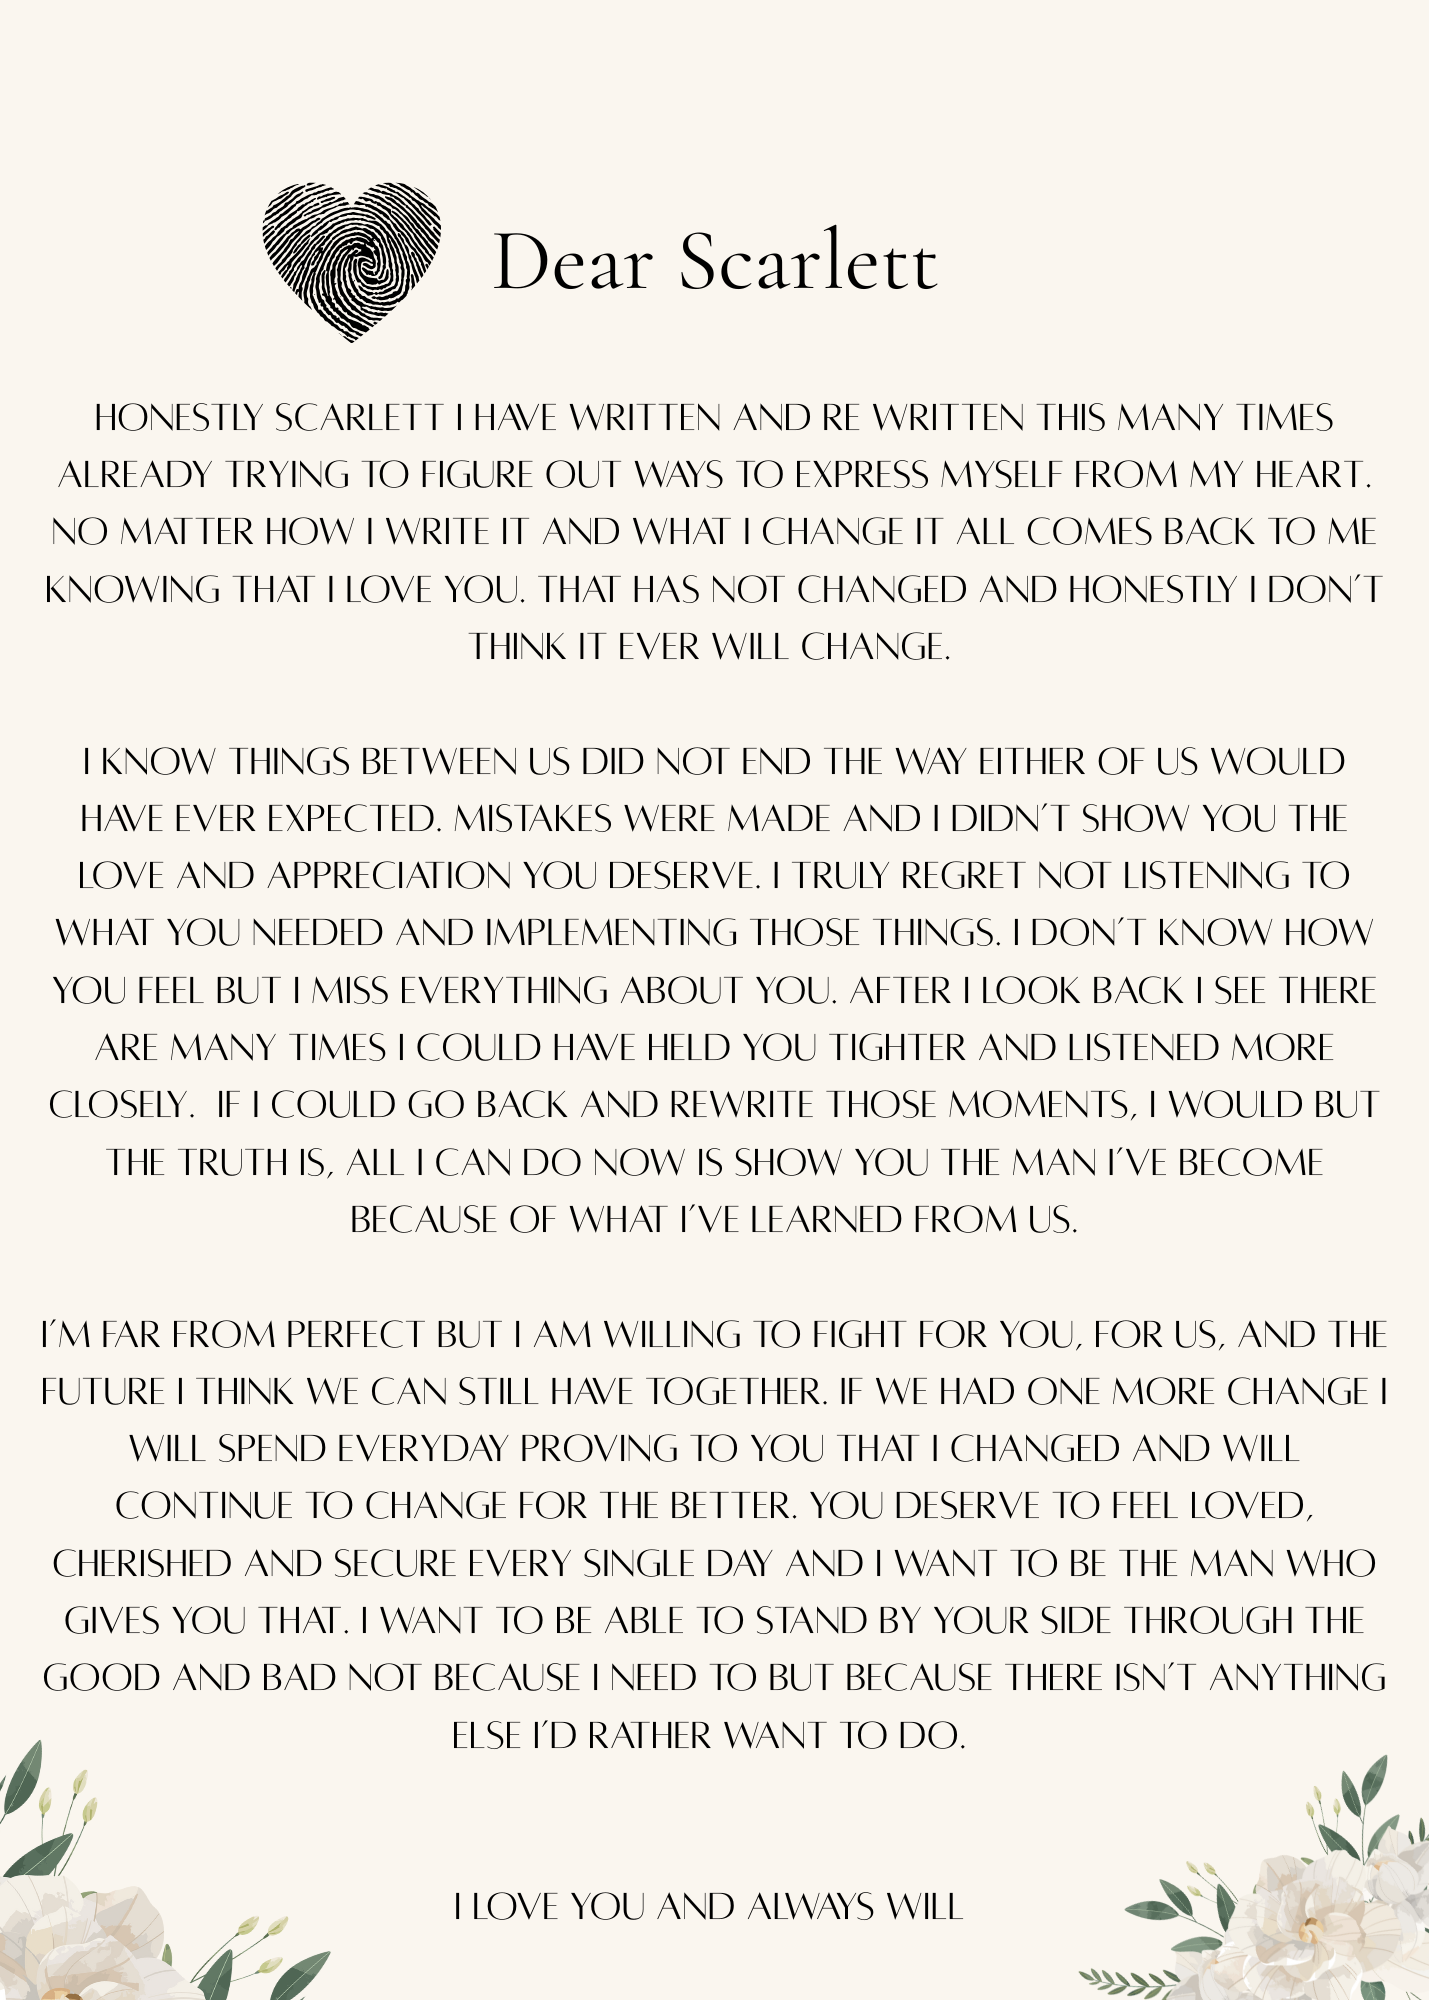 Dear Scarlett
HONESTLY SCARLETT I HAVE WRITTEN AND RE WRITTEN THIS MANY TIMES
ALREADY TRYING TO FIGURE OUT WAYS TO EXPRESS MYSELF FROM MY HEART.
NO MATTER HOW I WRITE IT AND WHAT I CHANGE IT ALL COMES BACK TO ME
KNOWING THAT I LOVE YOU. THAT HAS NOT CHANGED AND HONESTLY I DON'T
THINK IT EVER WILL CHANGE.
I KNOW THINGS BETWEEN US DID NOT END THE WAY EITHER OF US WOULD
HAVE EVER EXPECTED. MISTAKES WERE MADE AND I DIDN'T SHOW YOU THE
LOVE AND APPRECIATION YOU DESERVE. I TRULY REGRET NOT LISTENING TO
WHAT YOU NEEDED AND IMPLEMENTING THOSE THINGS. I DON'T KNOW HOW
YOU FEEL BUT I MISS EVERYTHING ABOUT YOU. AFTER I LOOK BACK I SEE THERE
ARE MANY TIMES I COULD HAVE HELD YOU TIGHTER AND LISTENED MORE
CLOSELY.  IF I COULD GO BACK AND REWRITE THOSE MOMENTS, I WOULD BUT
THE TRUTH IS, ALL I CAN DO NOW IS SHOW YOU THE MAN I'VE BECOME
BECAUSE OF WHAT I'VE LEARNED FROM US.
I'M FAR FROM PERFECT BUT I AM WILLING TO FIGHT FOR YOU, FOR US, AND THE
FUTURE I THINK WE CAN STILL HAVE TOGETHER. IF WE HAD ONE MORE CHANGE I
WILL SPEND EVERYDAY PROVING TO YOU THAT I CHANGED AND WILL
CONTINUE TO CHANGE FOR THE BETTER. YOU DESERVE TO FEEL LOVED,
CHERISHED AND SECURE EVERY SINGLE DAY AND I WANT TO BE THE MAN WHO
GIVES YOU THAT. I WANT TO BE ABLE TO STAND BY YOUR SIDE THROUGH THE
GOOD AND BAD NOT BECAUSE I NEED TO BUT BECAUSE THERE ISN'T ANYTHING
ELSE I'D RATHER WANT TO DO.
I LOVE YOU AND ALWAYS WILL